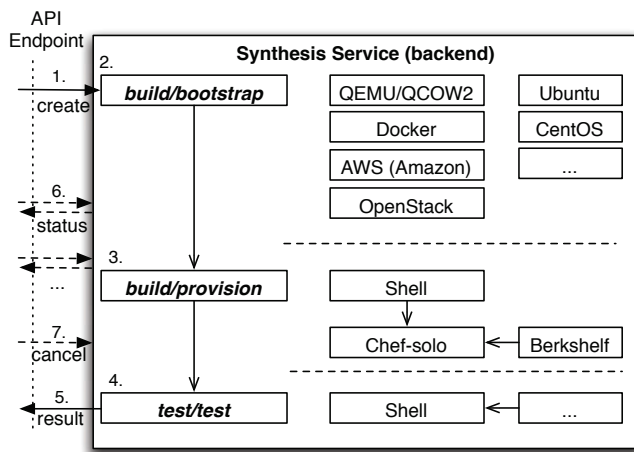 API
Endpoint
Synthesis Service (backend)
1.
create
2.
build/bootstrap
QEMU/QCOW2
Ubuntu
Docker
CentOS
AWS (Amazon)
...
OpenStack
6.
status
...
3.
build/provision
Shell
7.
cancel
Chef-solo
Berkshelf
4.
test/test
Shell
...
5.
result